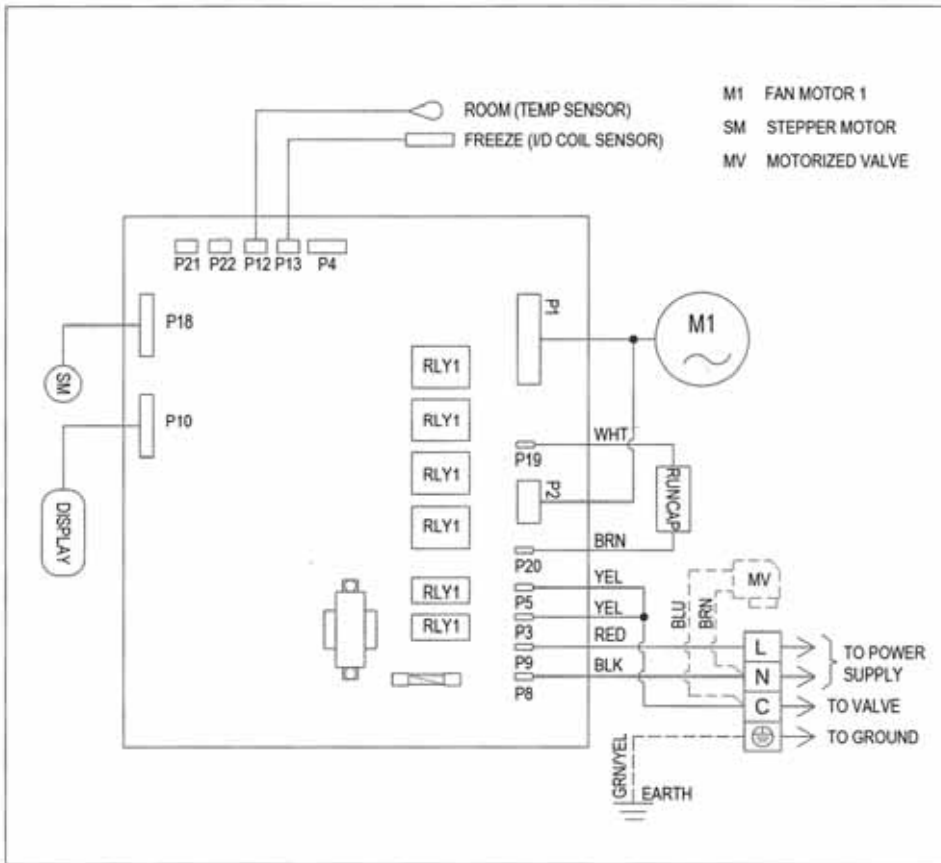 ROOM (TEMP SENSOR)
FREEZE (I/D COIL SENSOR)
M1 FAN MOTOR 1
SM STEPPER MOTOR
MV MOTORIZED VALVE
P21 P22 P12 P13 P4
P18
P1
M1
SM
RLY1
P10
RLY1
WHT
P19
RLY1
P2
RUNCAP
DISPLAY
RLY1
BRN
P20
YEL
MV
RLY1
P5
BLU
BRN
YEL
RLY1
P3
RED
L
TO POWER
SUPPLY
P9
BLK
N
P8
C
TO VALVE
TO GROUND
GRN/YEL
EARTH